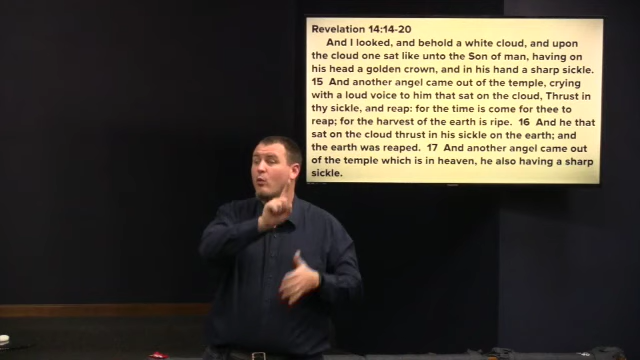 Revelation 14:14-20
And I looked, and behold a white cloud, and upon
the cloud one sat like unto the Son of man, having on
his head a golden crown, and in his hand a sharp sickle.
15 And another angel came out of the temple, crying
with a loud voice to him that sat on the cloud, Thrust in
thy sickle, and reap: for the time is come for thee to
reap; for the harvest of the earth is ripe. 16 And he that
sat on the cloud thrust in his sickle on the earth; and
the earth was reaped. 17 And another angel came out
of the temple which is in heaven, he also having a sharp
sickle.